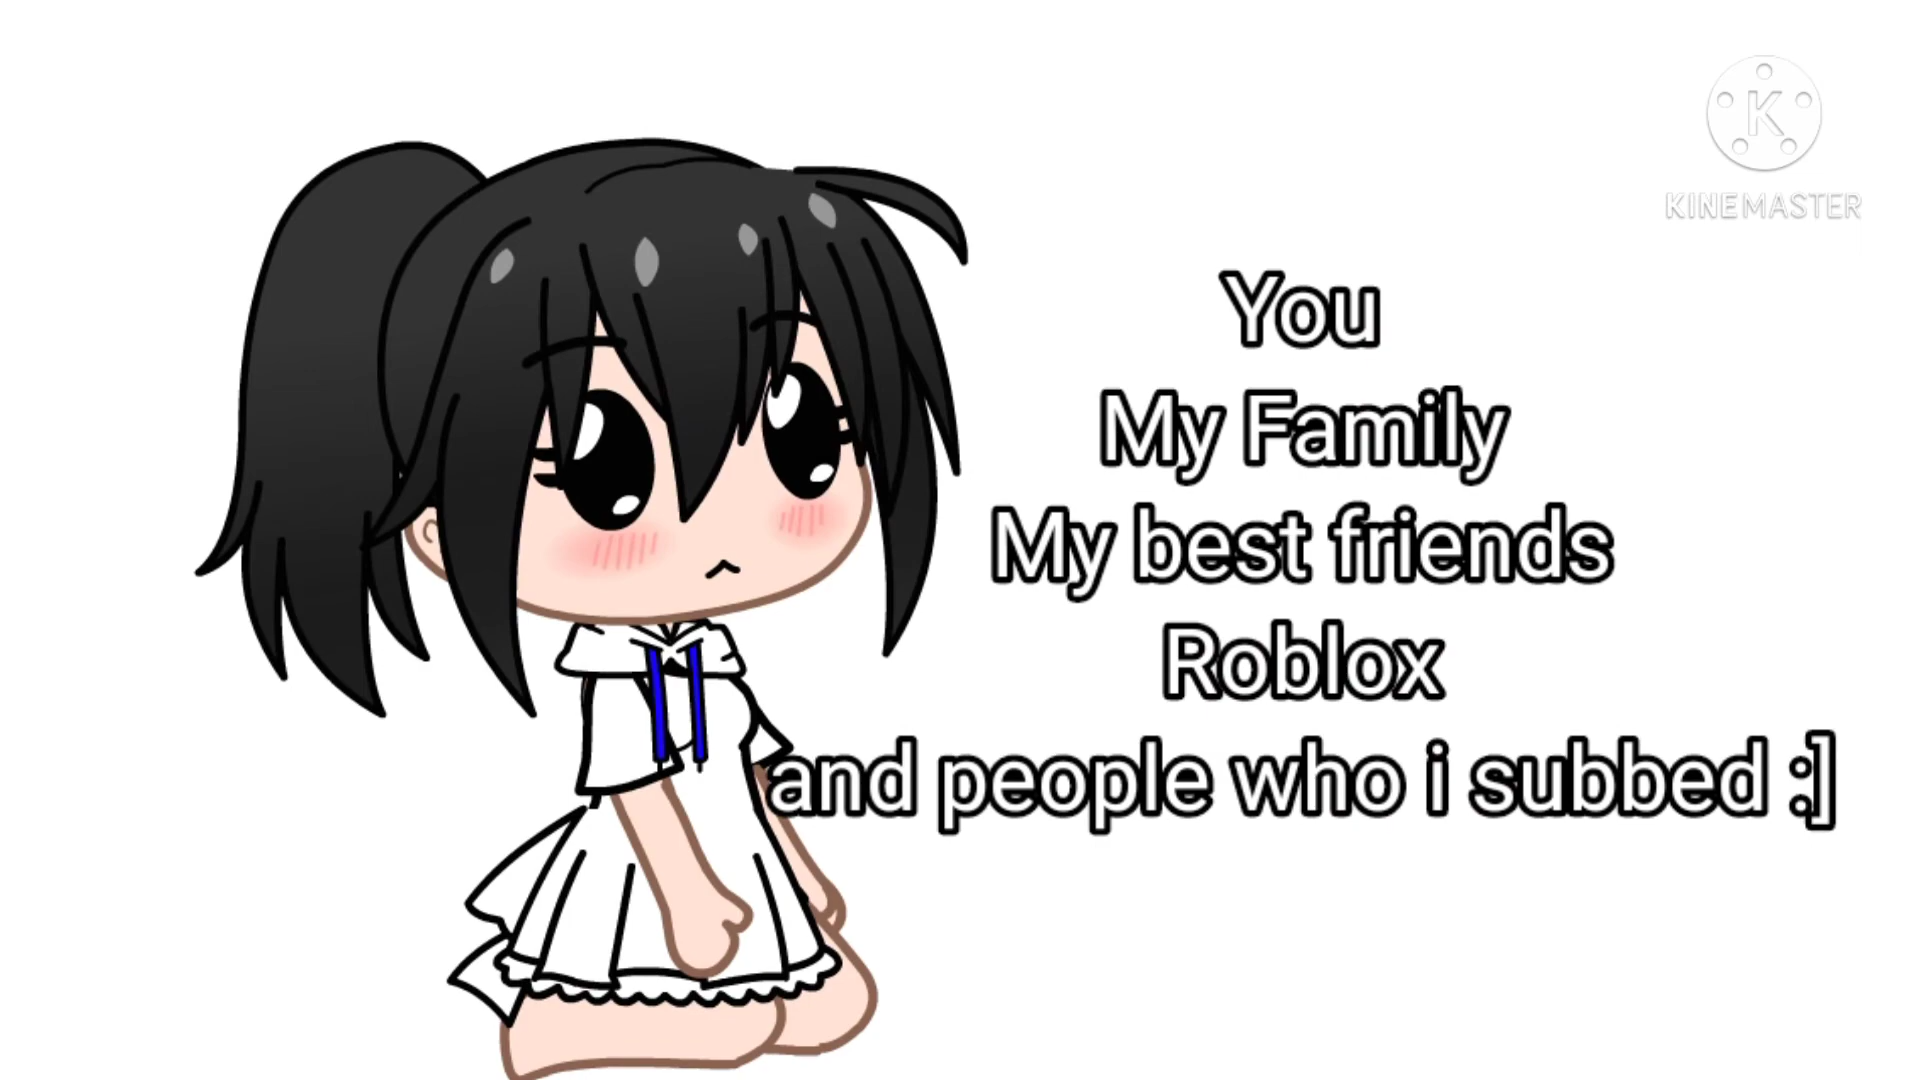 K
KINEMASTER
You
My Family
My best friends
Roblox
and people who i subbed :]